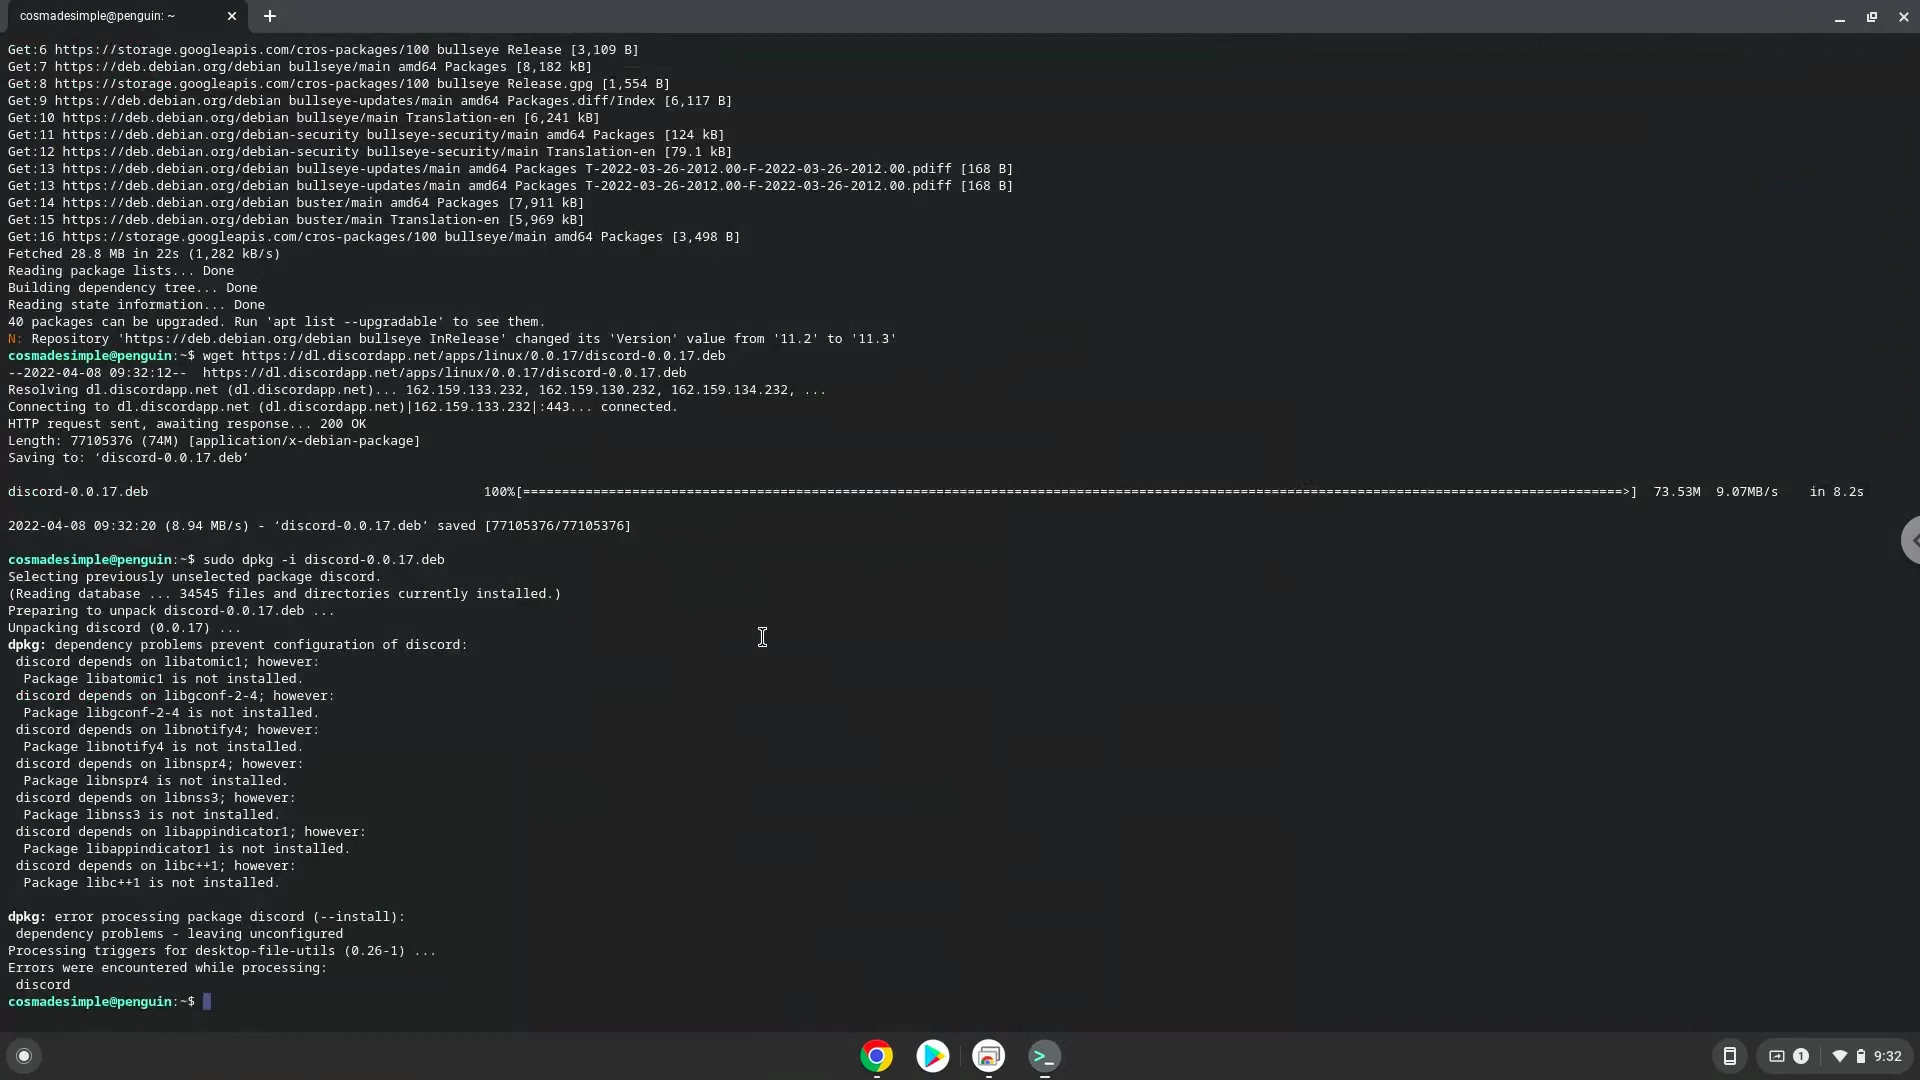 cosmadesimple@penguin: ~
Get:6 https://storage.googleapis.com/cros-packages/100 bullseye Release [3,109 B]
Get:7 https://deb.debian.org/debian bullseye/main amd64 Packages [8,182 kB]
Get:8 https://storage.googleapis.com/cros-packages/100 bullseye Release.gpg [1,554 B]
Get:9 https://deb.debian.org/debian bullseye-updates/main amd64 Packages.diff/Index [6,117 B]
Get:10 https://deb.debian.org/debian bullseye/main Translation-en [6,241 kB]
Get:11 https://deb.debian.org/debian-security bullseye-security/main amd64 Packages [124 kB]
Get:12 https://deb.debian.org/debian-security bullseye-security/main Translation-en [79.1 kB]
Get:13 https://deb.debian.org/debian bullseye-updates/main amd64 Packages T-2022-03-26-2012.00-F-2022-03-26-2012.00.pdiff [168 B]
Get:13 https://deb.debian.org/debian bullseye-updates/main amd64 Packages T-2022-03-26-2012.00-F-2022-03-26-2012.00.pdiff [168 B]
Get:14 https://deb.debian.org/debian buster/main amd64 Packages [7,911 kB]
Get:15 https://deb.debian.org/debian buster/main Translation-en [5,969 kB]
Get:16 https://storage.googleapis.com/cros-packages/100 bullseye/main amd64 Packages [3,498 B]
Fetched 28.8 MB in 22s (1,282 kB/s)
Reading package lists... Done
Building dependency tree... Done
Reading state information... Done
40 packages can be upgraded. Run 'apt list --upgradable' to see them.
N: Repository 'https://deb.debian.org/debian bullseye InRelease' changed its 'Version' value from '11.2' to '11.3'
cosmadesimple@penguin:~$ wget https://dl.discordapp.net/apps/linux/0.0.17/discord-0.0.17.deb
--2022-04-08 09:32:12--  https://dl.discordapp.net/apps/linux/0.0.17/discord-0.0.17.deb
Resolving dl.discordapp.net (dl.discordapp.net)... 162.159.133.232, 162.159.130.232, 162.159.134.232, ...
Connecting to dl.discordapp.net (dl.discordapp.net)|162.159.133.232|:443... connected.
HTTP request sent, awaiting response... 200 OK
Length: 77105376 (74M) [application/x-debian-package]
Saving to: ‘discord-0.0.17.deb’
discord-0.0.17.deb 100%[=============================================================================================================================================>] 73.53M 9.07MB/s in 8.2s
2022-04-08 09:32:20 (8.94 MB/s) - ‘discord-0.0.17.deb’ saved [77105376/77105376]
cosmadesimple@penguin:~$ sudo dpkg -i discord-0.0.17.deb
Selecting previously unselected package discord.
(Reading database ... 34545 files and directories currently installed.)
Preparing to unpack discord-0.0.17.deb ...
Unpacking discord (0.0.17) ...
dpkg: dependency problems prevent configuration of discord:
discord depends on libatomic1; however:
Package libatomic1 is not installed.
discord depends on libgconf-2-4; however:
Package libgconf-2-4 is not installed.
discord depends on libnotify4; however:
Package libnotify4 is not installed.
discord depends on libnspr4; however:
Package libnspr4 is not installed.
discord depends on libnss3; however:
Package libnss3 is not installed.
discord depends on libappindicator1; however:
Package libappindicator1 is not installed.
discord depends on libc++1; however:
Package libc++1 is not installed.
dpkg: error processing package discord (--install):
dependency problems - leaving unconfigured
Processing triggers for desktop-file-utils (0.26-1) ...
Errors were encountered while processing:
discord
cosmadesimple@penguin:~$
1 9:32